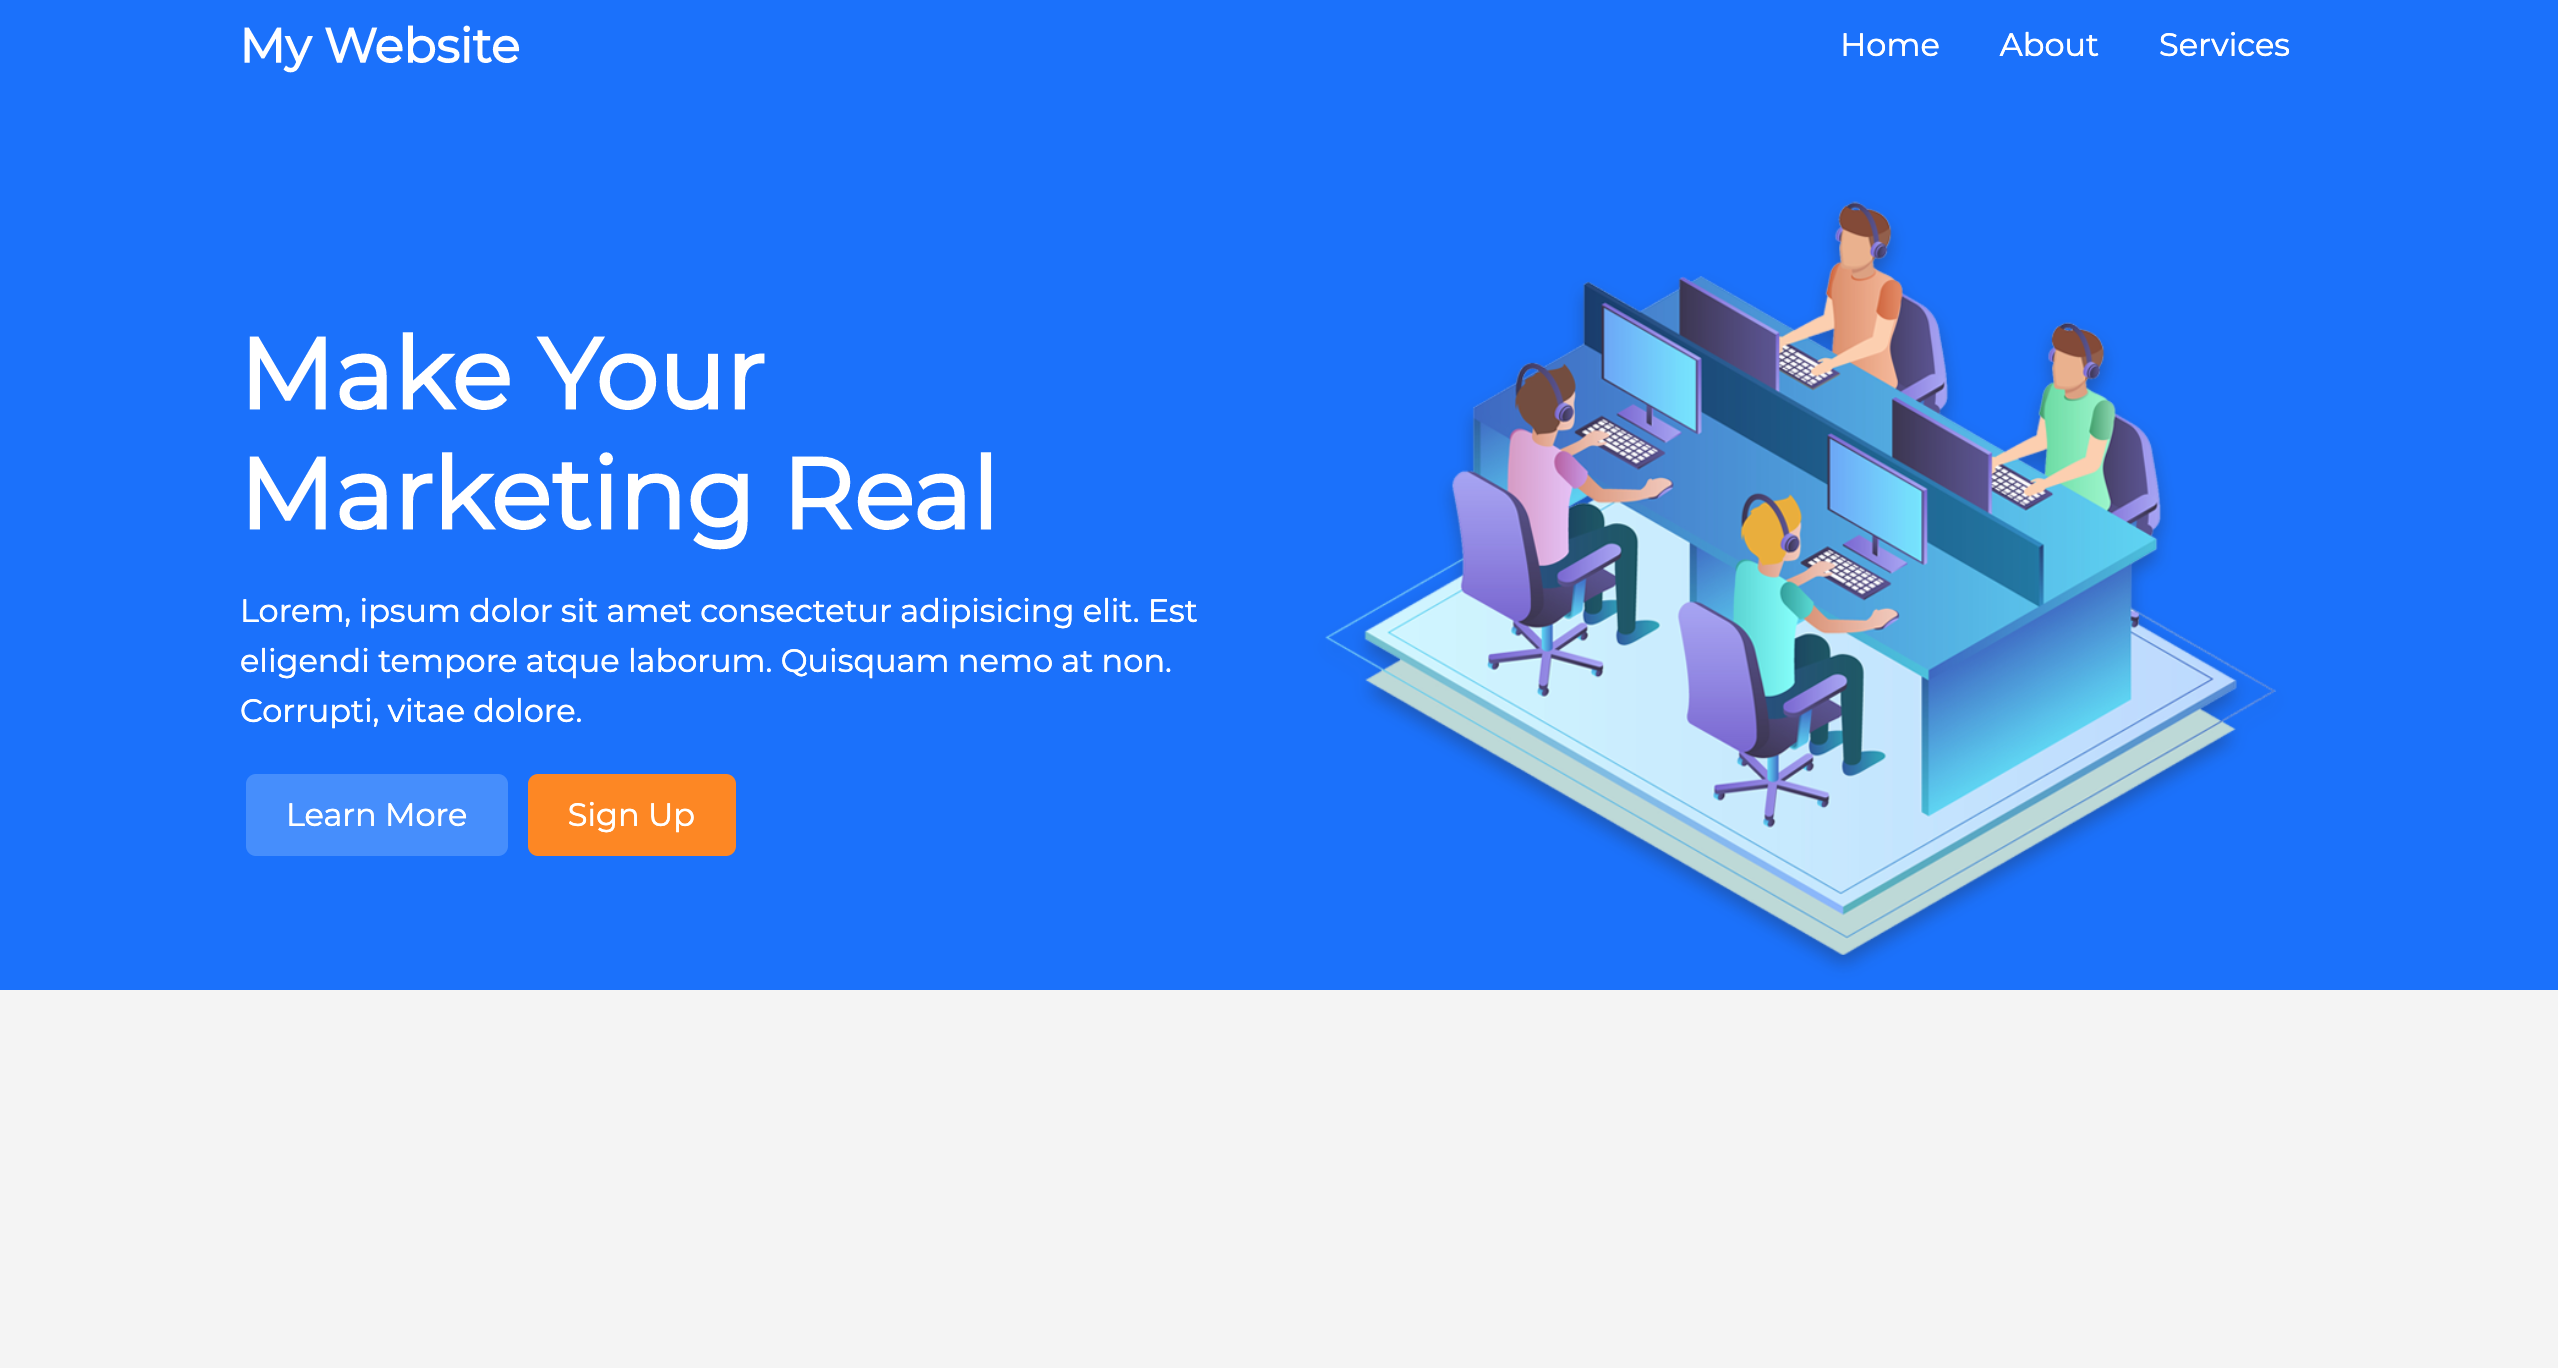 My Website
Home About Services
Make Your
Marketing Real
Lorem, ipsum dolor sit amet consectetur adipisicing elit. Est
eligendi tempore atque laborum. Quisquam nemo at non.
Corrupti, vitae dolore.
Learn More Sign Up